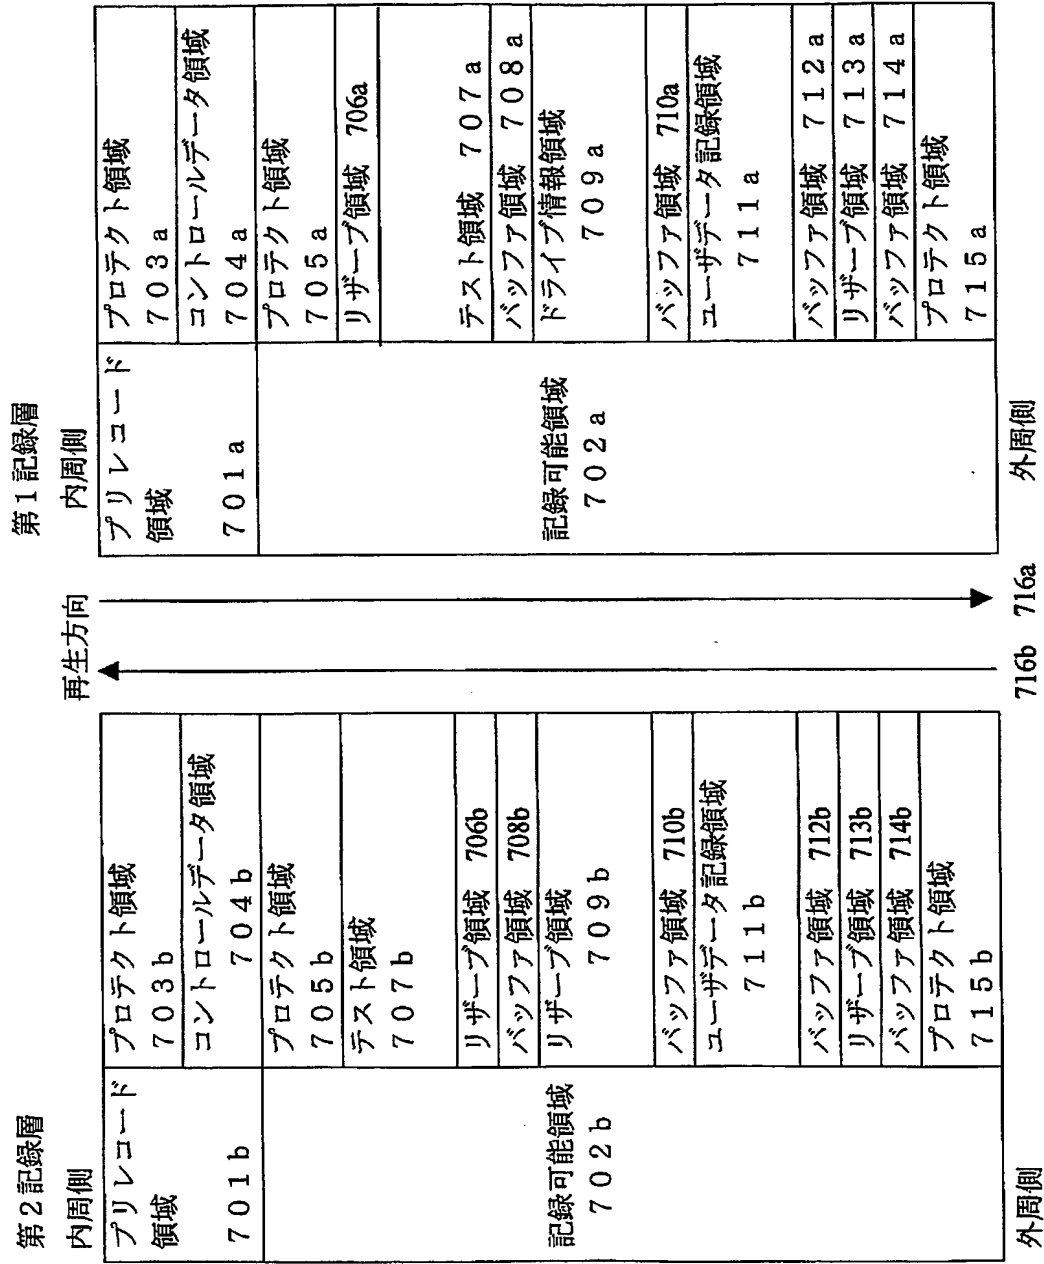 第1記録層
内周側
プリレコード
領域
701a
プロテクト領域
703a
コントロールデータ領域
704a
記録可能領域
702a
プロテクト領域
705a
リザーブ領域 706a
テスト領域 707a
バッファ領域 708a
ドライブ情報領域
709a
バッファ領域 710a
ユーザデータ記録領域
711a
バッファ領域 712a
リザーブ領域 713a
バッファ領域 714a
プロテクト領域
715a
外周側
再生方向
716b 716a
第2記録層
内周側
プリレコード
領域
701b
プロテクト領域
703b
コントロールデータ領域
704b
記録可能領域
702b
プロテクト領域
705b
テスト領域
707b
リザーブ領域 706b
バッファ領域 708b
リザーブ領域
709b
バッファ領域 710b
ユーザデータ記録領域
711b
バッファ領域 712b
リザーブ領域 713b
バッファ領域 714b
プロテクト領域
715b
外周側